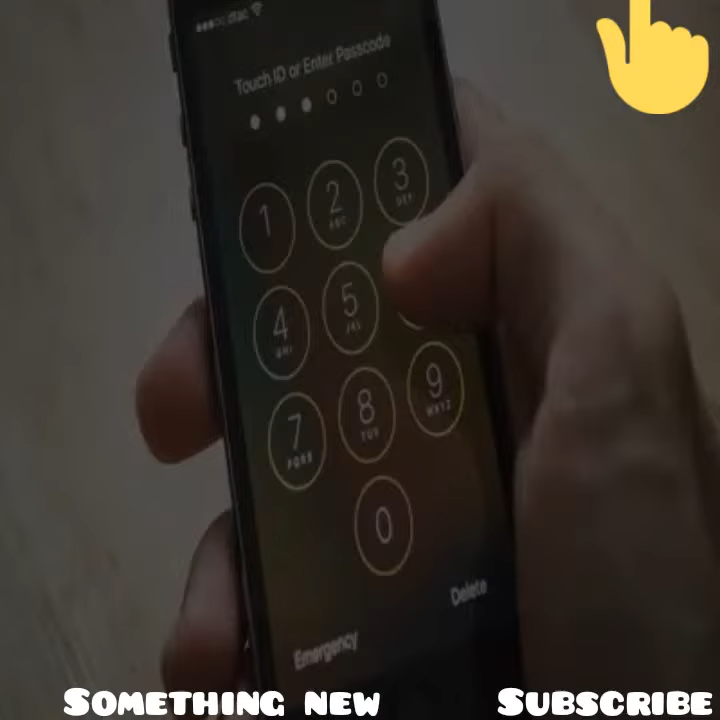 dtac
Touch ID or Enter Passcode
1 2 3
ABC DEF
4 5
GHI JKL
7 8 9
PQRS TUV WXYZ
0
Emergency Delete
SOMETHING NEW SUBSCRIBE